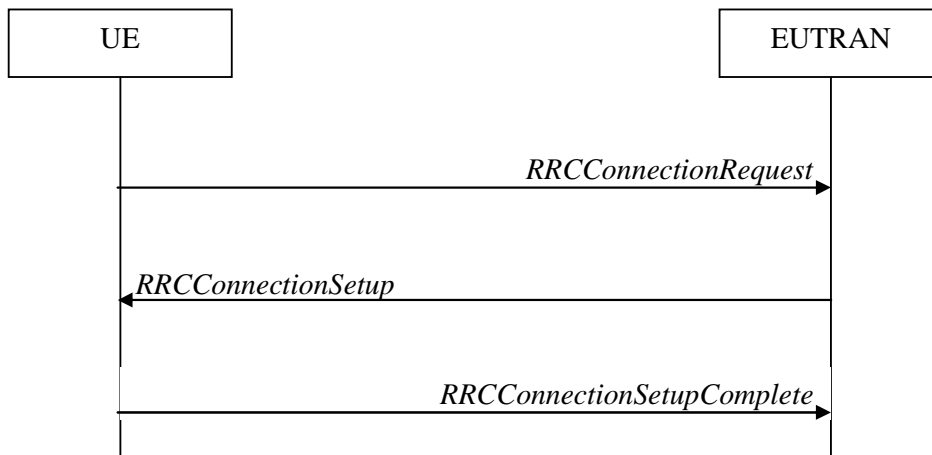 UE
EUTRAN
RRCConnectionRequest
RRCConnectionSetup
RRCConnectionSetupComplete